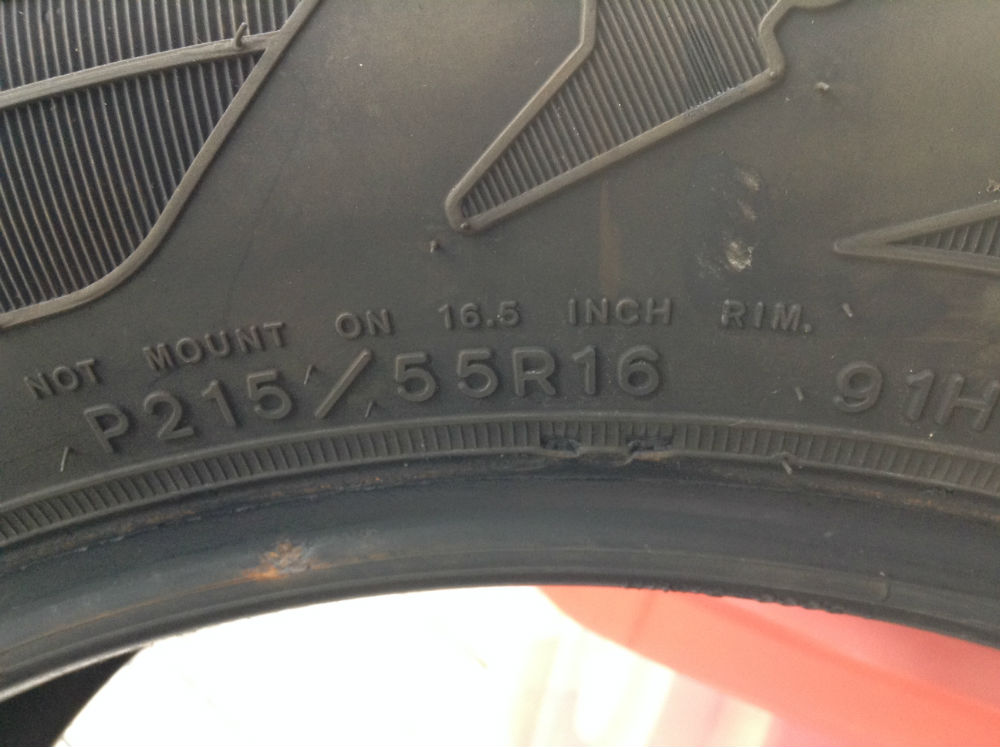 NOT MOUNT ON 16.5 INCH RIM.
P215/55R16 91H